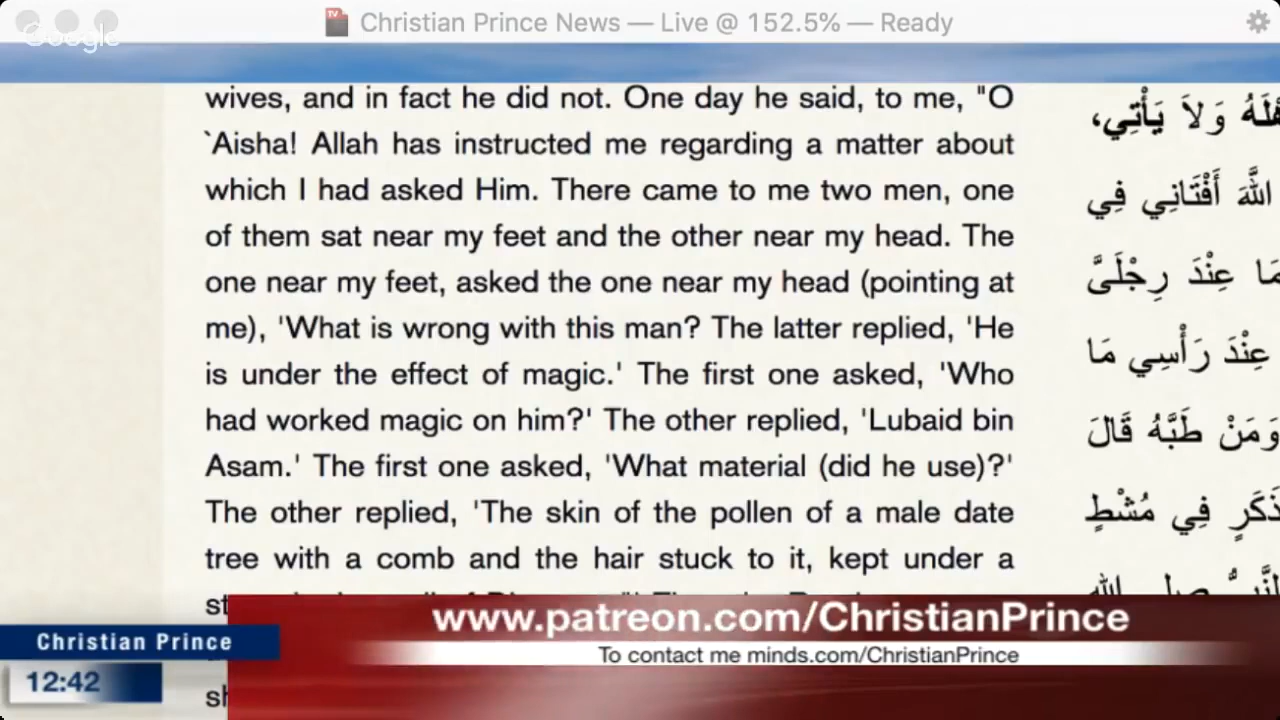 Christian Prince News — Live @ 152.5% — Ready
Google
wives, and in fact he did not. One day he said, to me, "O
`Aisha! Allah has instructed me regarding a matter about
which I had asked Him. There came to me two men, one
of them sat near my feet and the other near my head. The
one near my feet, asked the one near my head (pointing at
me), 'What is wrong with this man? The latter replied, 'He
is under the effect of magic.' The first one asked, 'Who
had worked magic on him?' The other replied, 'Lubaid bin
Asam.' The first one asked, 'What material (did he use)?'
The other replied, 'The skin of the pollen of a male date
tree with a comb and the hair stuck to it, kept under a
وَلاَ يَأْتِي،
اللَّهَ أَفْتَانِي فِي
عِنْدَ رِجْلَىَّ
عِنْدَ رَأْسِي مَا
وَمَنْ طَبَّهُ قَالَ
ذَكَرٍ فِي مُشْطٍ
www.patreon.com/ChristianPrince
To contact me minds.com/ChristianPrince
Christian Prince
12:42